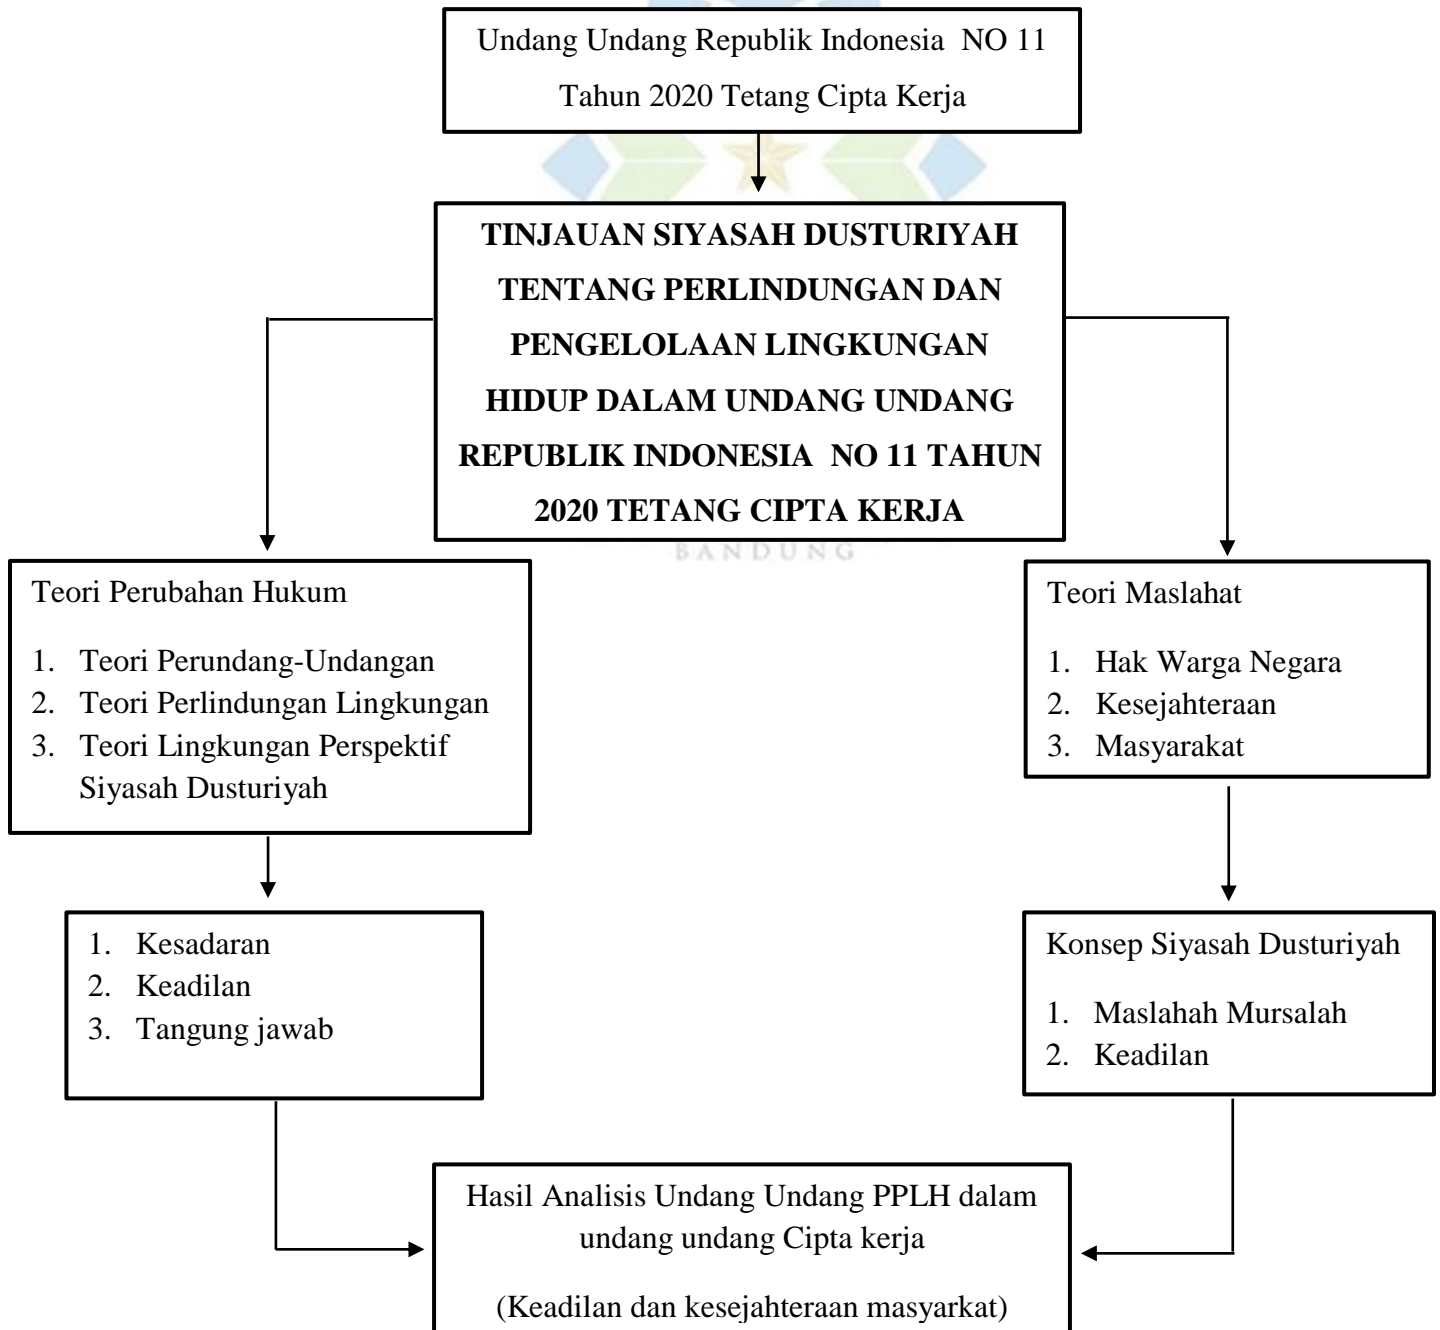 Undang Undang Republik Indonesia NO 11
Tahun 2020 Tetang Cipta Kerja
TINJAUAN SIYASAH DUSTURIYAH
TENTANG PERLINDUNGAN DAN
PENGELOLAAN LINGKUNGAN
HIDUP DALAM UNDANG UNDANG
REPUBLIK INDONESIA NO 11 TAHUN
2020 TETANG CIPTA KERJA
BANDUNG
Teori Perubahan Hukum
1. Teori Perundang-Undangan
2. Teori Perlindungan Lingkungan
3. Teori Lingkungan Perspektif
Siyasah Dusturiyah
Teori Maslahat
1. Hak Warga Negara
2. Kesejahteraan
3. Masyarakat
1. Kesadaran
2. Keadilan
3. Tangung jawab
Konsep Siyasah Dusturiyah
1. Maslahah Mursalah
2. Keadilan
Hasil Analisis Undang Undang PPLH dalam
undang undang Cipta kerja
(Keadilan dan kesejahteraan masyarkat)